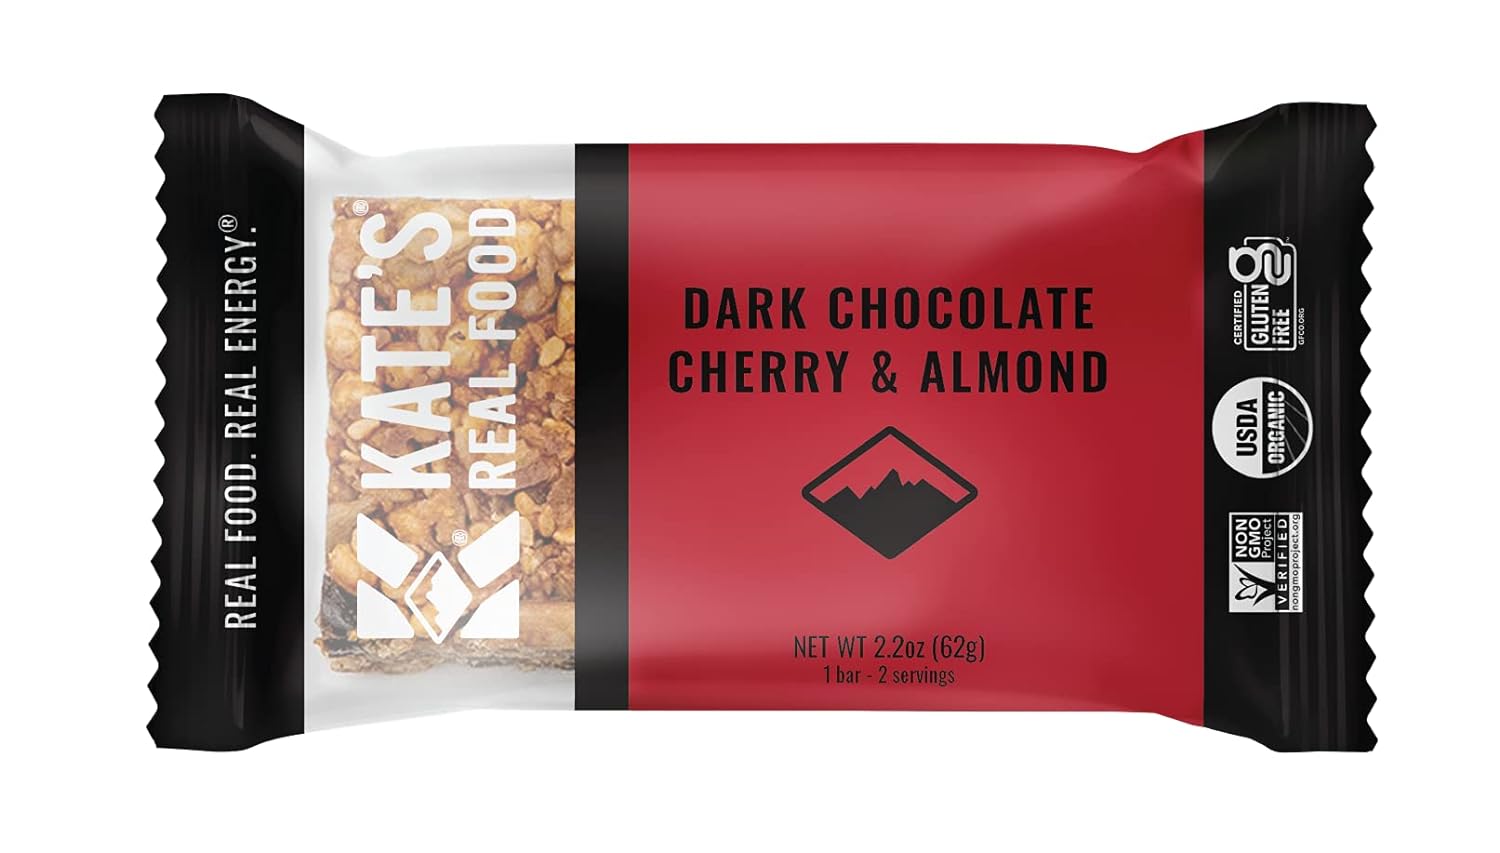 REAL FOOD. REAL ENERGY.®
KATE'S®
REAL FOOD
®
DARK CHOCOLATE
CHERRY & ALMOND
NET WT 2.2oz (62g)
1 bar - 2 servings
CERTIFIED
GLUTEN
FREE
GFCO.ORG
USDA
ORGANIC
NON
GMO
Project
VERIFIED
nongmoproject.org